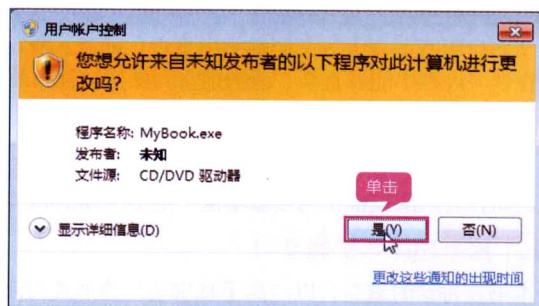 用户帐户控制
您想允许来自未知发布者的以下程序对此计算机进行更
改吗?
程序名称: MyBook.exe
发布者: 未知
文件源: CD/DVD 驱动器
单击
显示详细信息(D)
是(Y)
否(N)
更改这些通知的出现时间